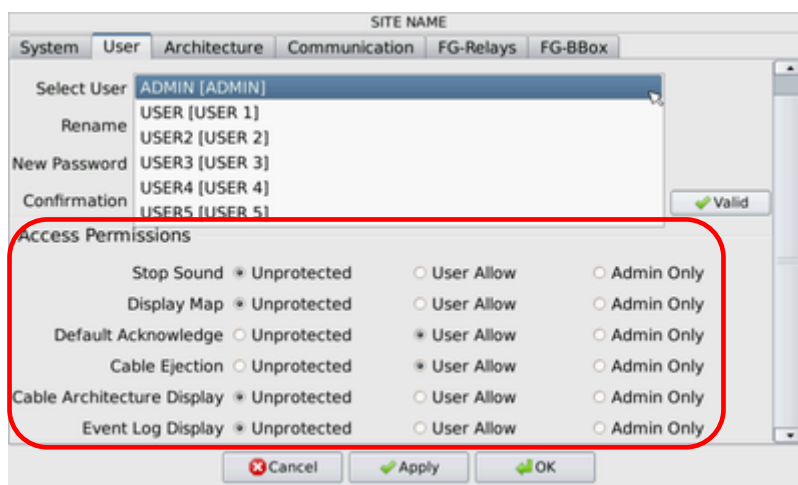 SITE NAME
System User Architecture Communication FG-Relays FG-BBox
Select User ADMIN [ADMIN]
USER [USER 1]
Rename
USER2 [USER 2]
New Password USER3 [USER 3]
USER4 [USER 4]
Confirmation
USER5 [USER 5]
Valid
Access Permissions
Stop Sound Unprotected User Allow Admin Only
Display Map Unprotected User Allow Admin Only
Default Acknowledge Unprotected User Allow Admin Only
Cable Ejection Unprotected User Allow Admin Only
Cable Architecture Display Unprotected User Allow Admin Only
Event Log Display Unprotected User Allow Admin Only
Cancel Apply OK